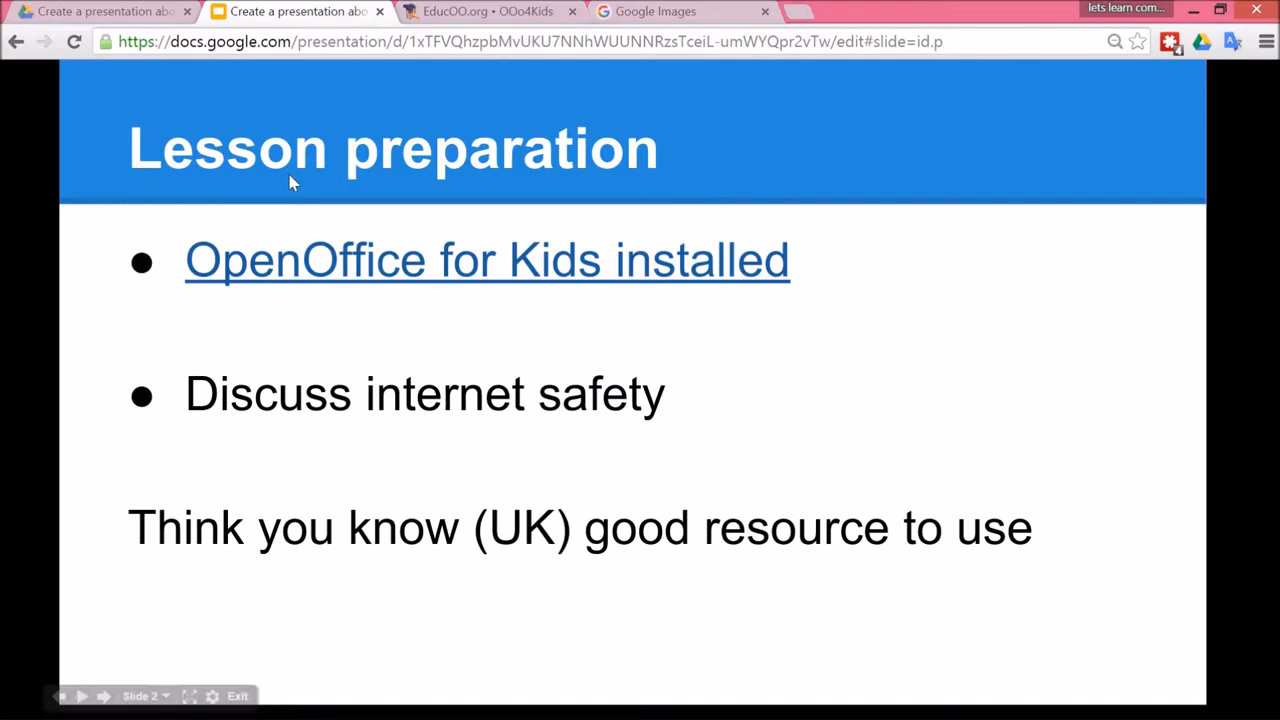 Create a presentation abo
Create a presentation abo
EducOO.org • OOo4Kids
Google Images
lets learn com...
https://docs.google.com/presentation/d/1xTFVQhzpbMvUKU7NNhWUUNNRzsTceiL-umWYQpr2vTw/edit#slide=id.p
Lesson preparation
● OpenOffice for Kids installed
● Discuss internet safety
Think you know (UK) good resource to use
Slide 2
Exit